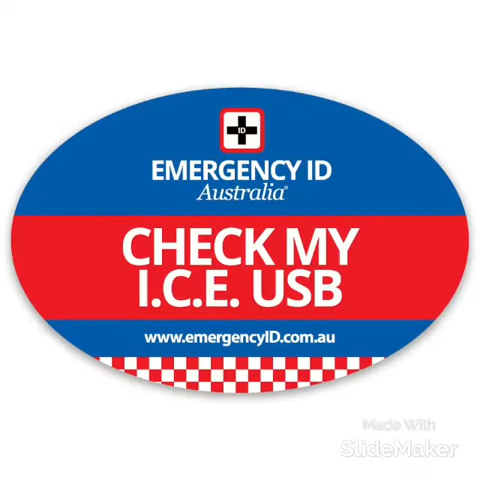 ID
EMERGENCY ID
Australia®
CHECK MY
I.C.E. USB
www.emergencyID.com.au
Made With
SlideMaker